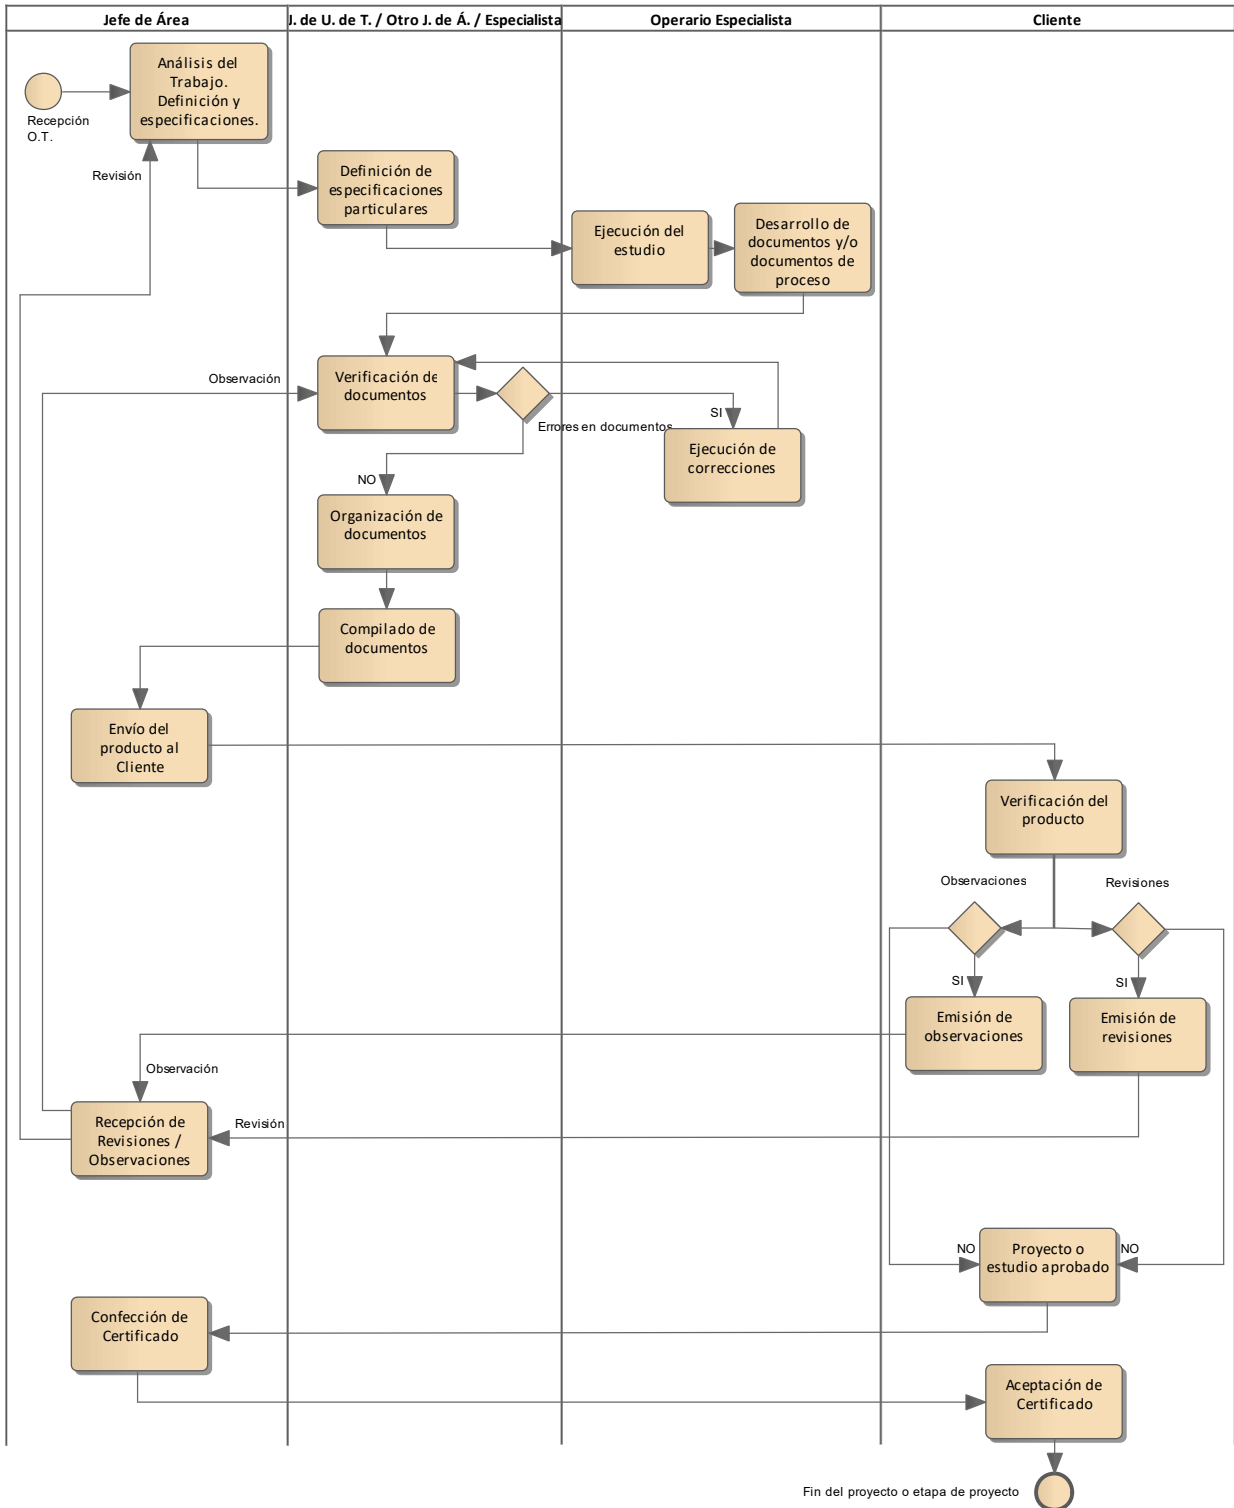 Jefe de Área
J. de U. de T. / Otro J. de Á. / Especialista
Operario Especialista
Cliente
Recepción
O.T.
Análisis del
Trabajo.
Definición y
especificaciones.
Revisión
Definición de
especificaciones
particulares
Ejecución del
estudio
Desarrollo de
documentos y/o
documentos de
proceso
Observación
Verificación de
documentos
Errores en documentos
SI
Ejecución de
correcciones
NO
Organización de
documentos
Compilado de
documentos
Envío del
producto al
Cliente
Verificación del
producto
Observaciones
Revisiones
SI
SI
Emisión de
observaciones
Emisión de
revisiones
Observación
Recepción de
Revisiones /
Observaciones
Revisión
NO
Proyecto o
estudio aprobado
NO
Confección de
Certificado
Aceptación de
Certificado
Fin del proyecto o etapa de proyecto